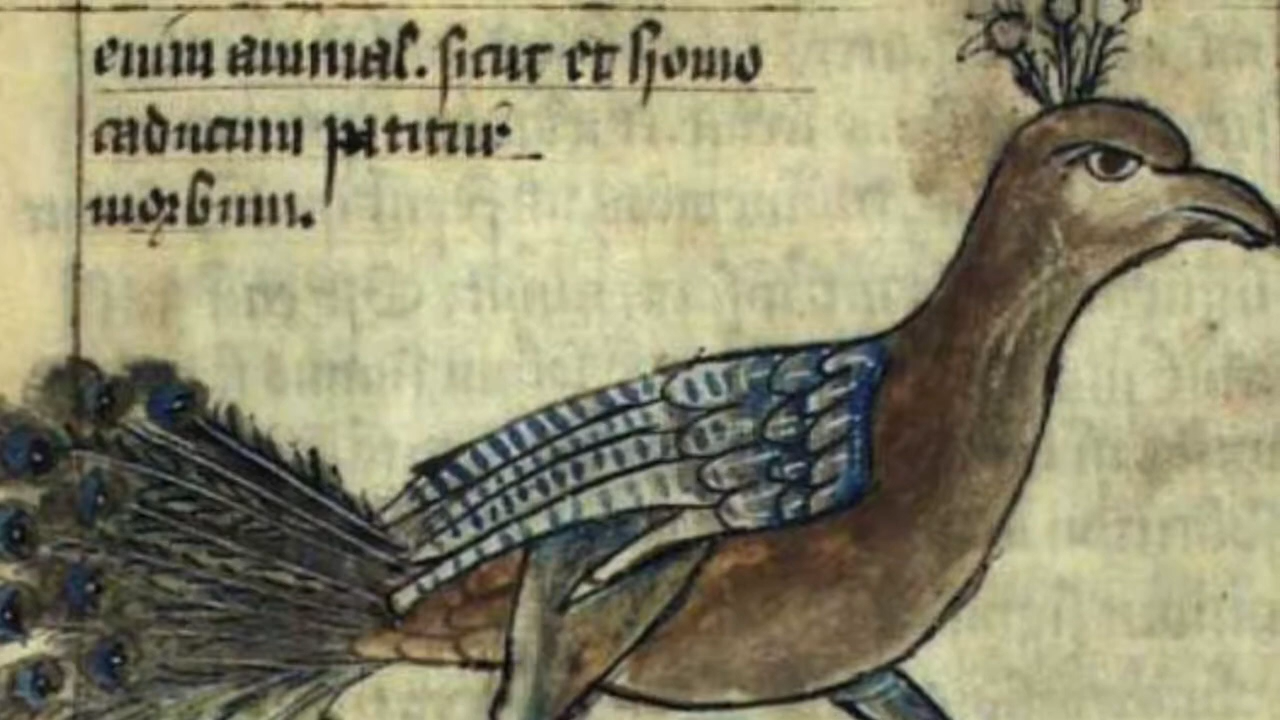 enim animal. sicut et homo
caducum patitur
morbum.